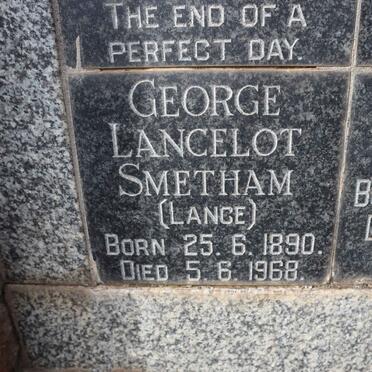 THE END OF A
PERFECT DAY.
GEORGE
LANCELOT
SMETHAM
(LANCE)
BORN 25. 6. 1890.
DIED 5. 6. 1968.